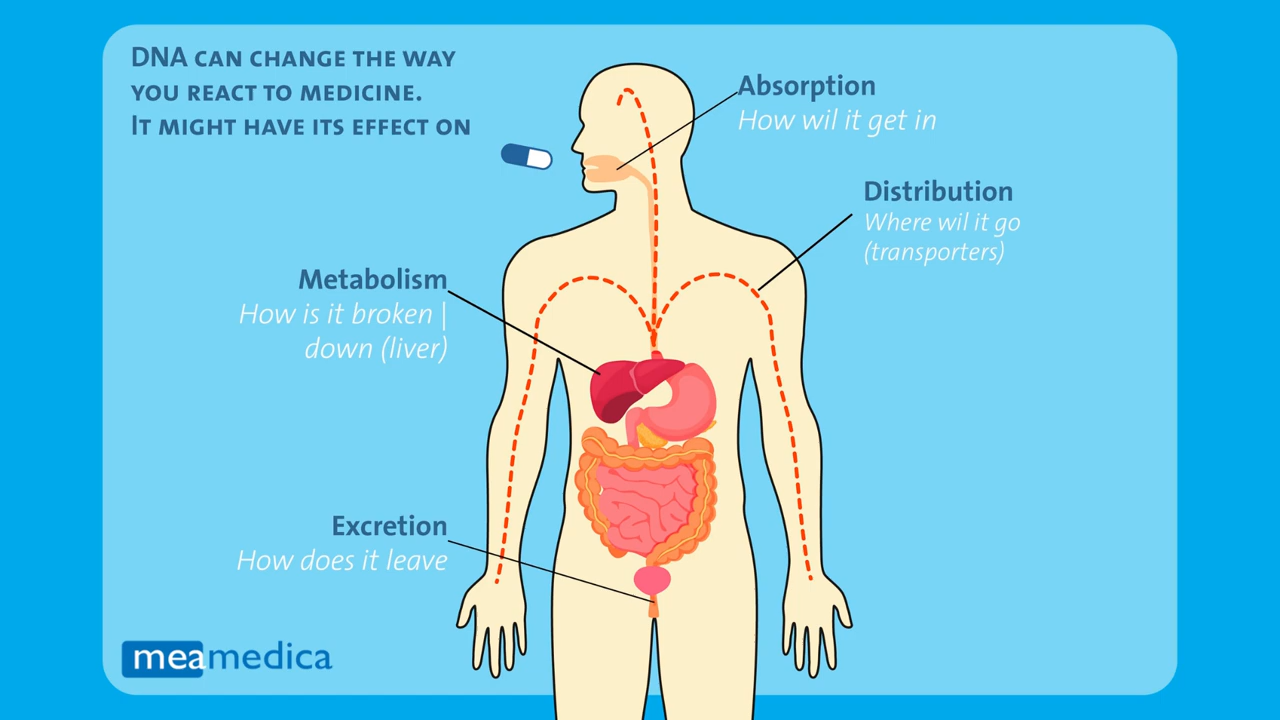 DNA CAN CHANGE THE WAY
YOU REACT TO MEDICINE.
IT MIGHT HAVE ITS EFFECT ON
Absorption
How wil it get in
Distribution
Where wil it go
(transporters)
Metabolism
How is it broken |
down (liver)
Excretion
How does it leave
meamedica